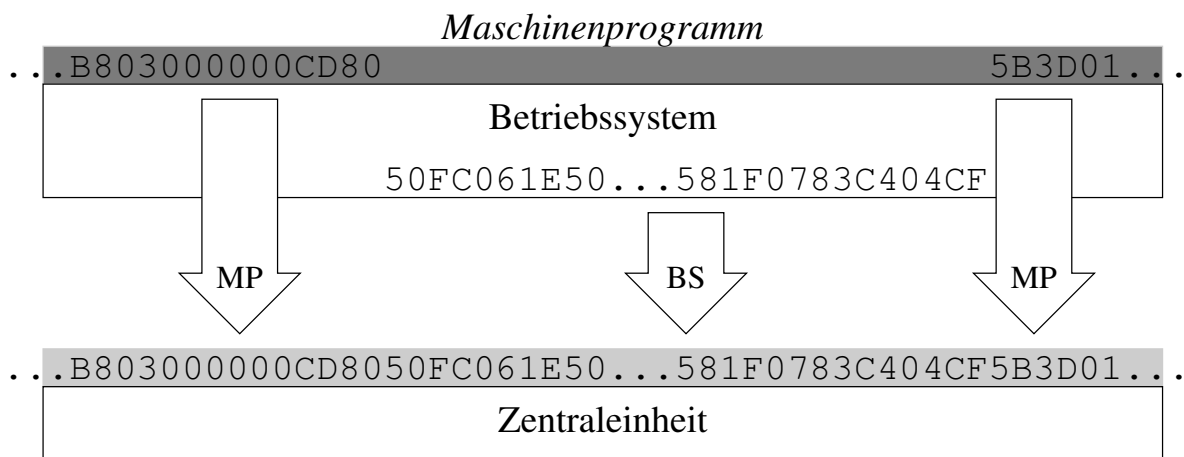 Maschinenprogramm
...B803000000CD80 5B3D01...
Betriebssystem
50FC061E50...581F0783C404CF
MP BS MP
...B803000000CD8050FC061E50...581F0783C404CF5B3D01...
Zentraleinheit